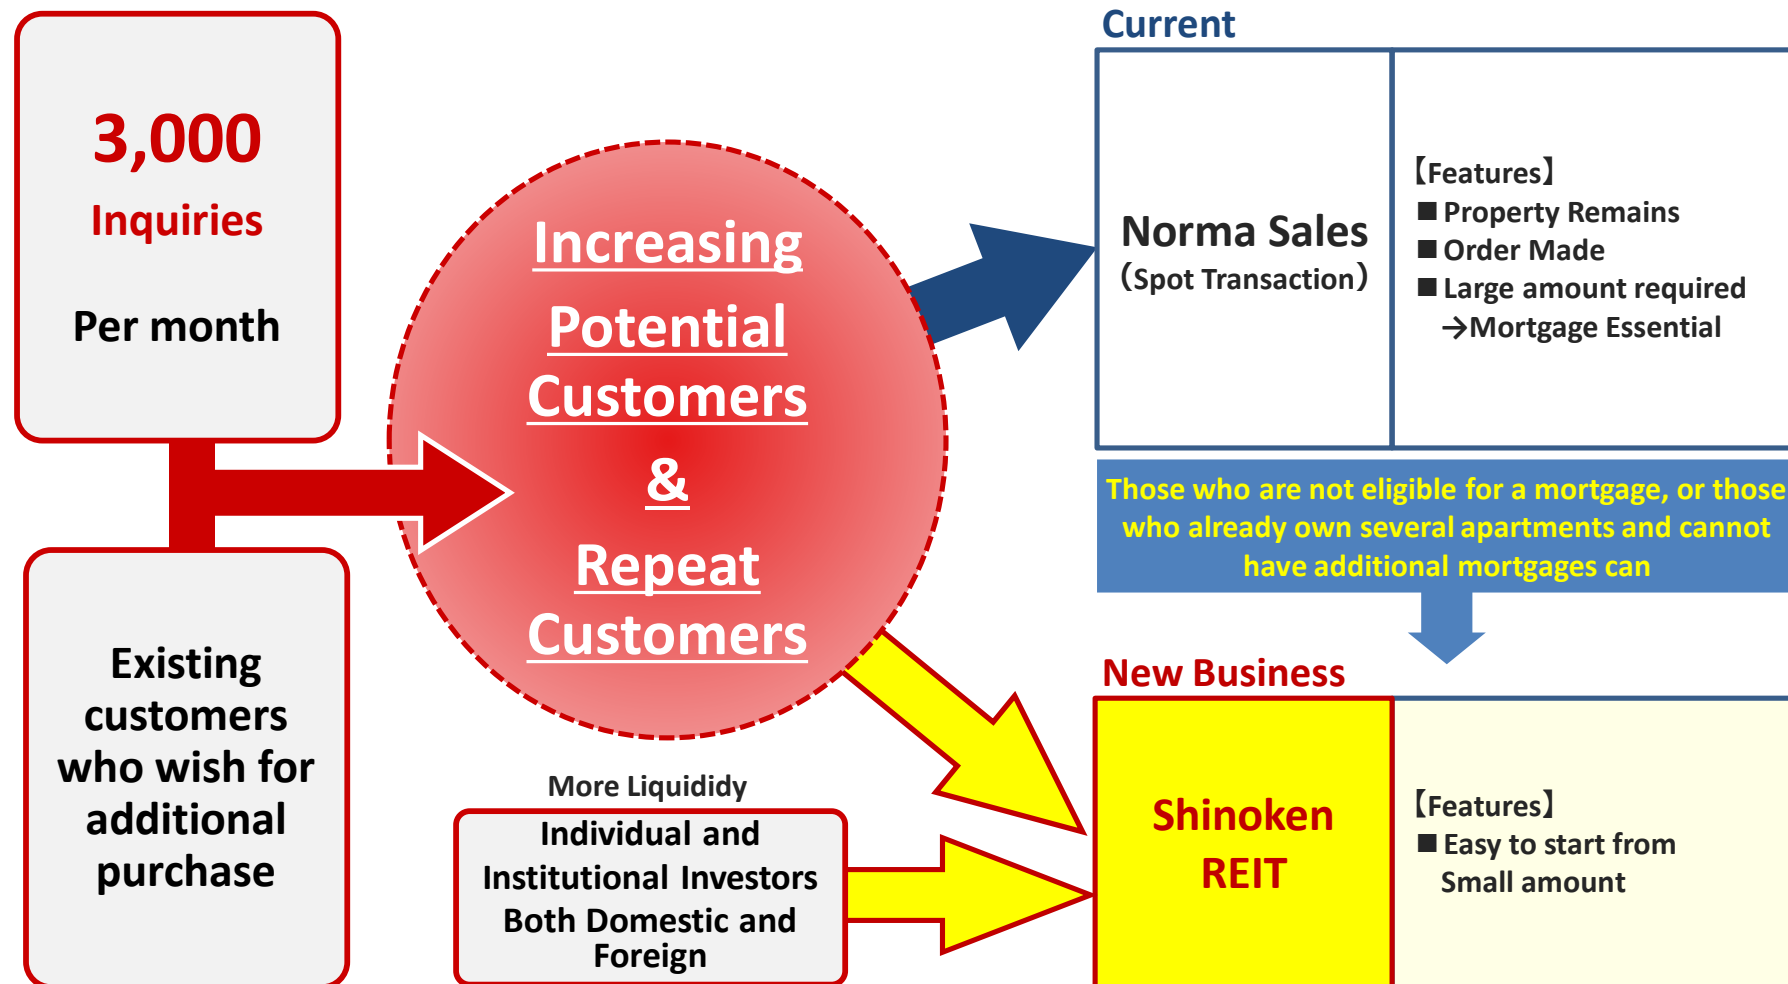 3,000
Inquiries
Per month
Existing
customers
who wish for
additional
purchase
Increasing
Potential
Customers
&
Repeat
Customers
More Liquididy
Individual and
Institutional Investors
Both Domestic and
Foreign
Current
Norma Sales
（Spot Transaction）
【Features】
■ Property Remains
■ Order Made
■ Large amount required
→Mortgage Essential
Those who are not eligible for a mortgage, or those
who already own several apartments and cannot
have additional mortgages can
New Business
Shinoken
REIT
【Features】
■ Easy to start from
Small amount